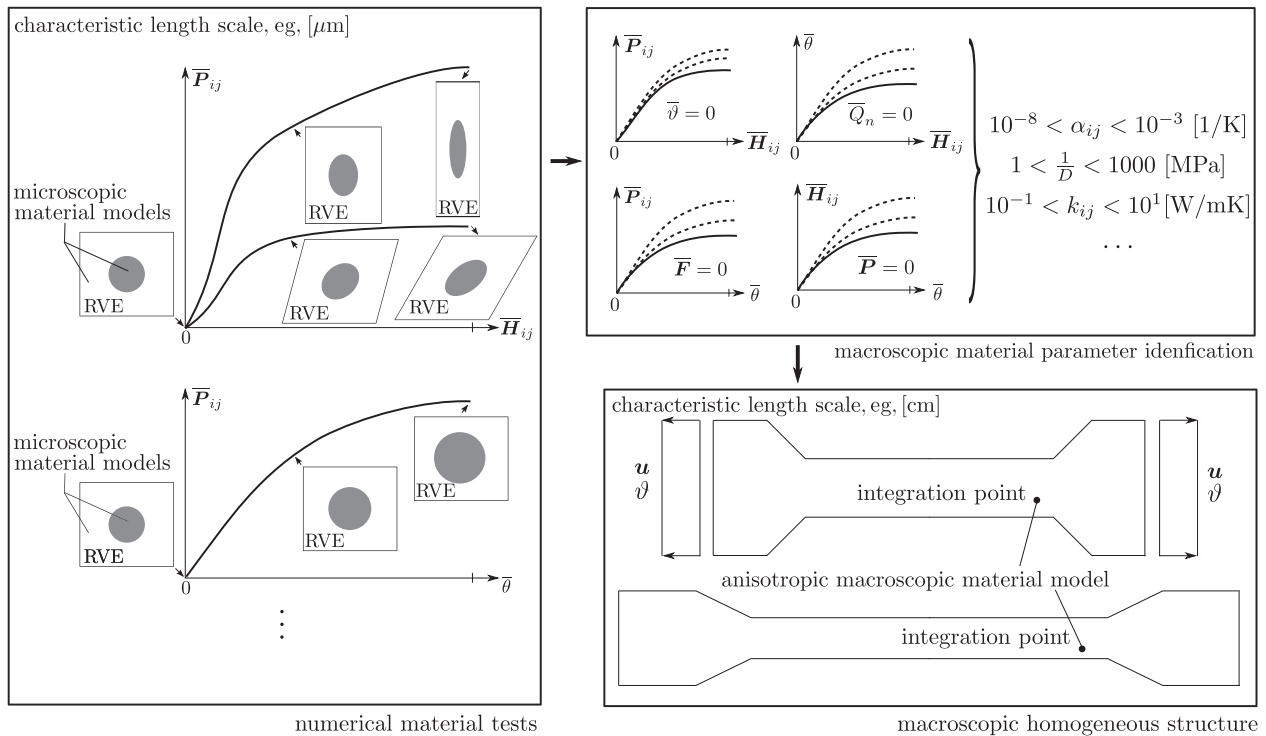 characteristic length scale, eg, [μm]
P̅ij
microscopic
material models
RVE
RVE
RVE
RVE
RVE
0
H̅ij
P̅ij
microscopic
material models
RVE
RVE
RVE
0
θ̅
⋮
numerical material tests
P̅ij
ϑ̅ = 0
0
H̅ij
θ̅
Q̅n = 0
0
H̅ij
P̅ij
F̅ = 0
0
θ̅
H̅ij
P̅ = 0
0
θ̅
10⁻⁸ < αij < 10⁻³ [1/K]
1 < 1/D < 1000 [MPa]
10⁻¹ < kij < 10¹[W/mK]
...
macroscopic material parameter idenfication
characteristic length scale, eg, [cm]
u
ϑ
u
ϑ
integration point
anisotropic macroscopic material model
integration point
macroscopic homogeneous structure